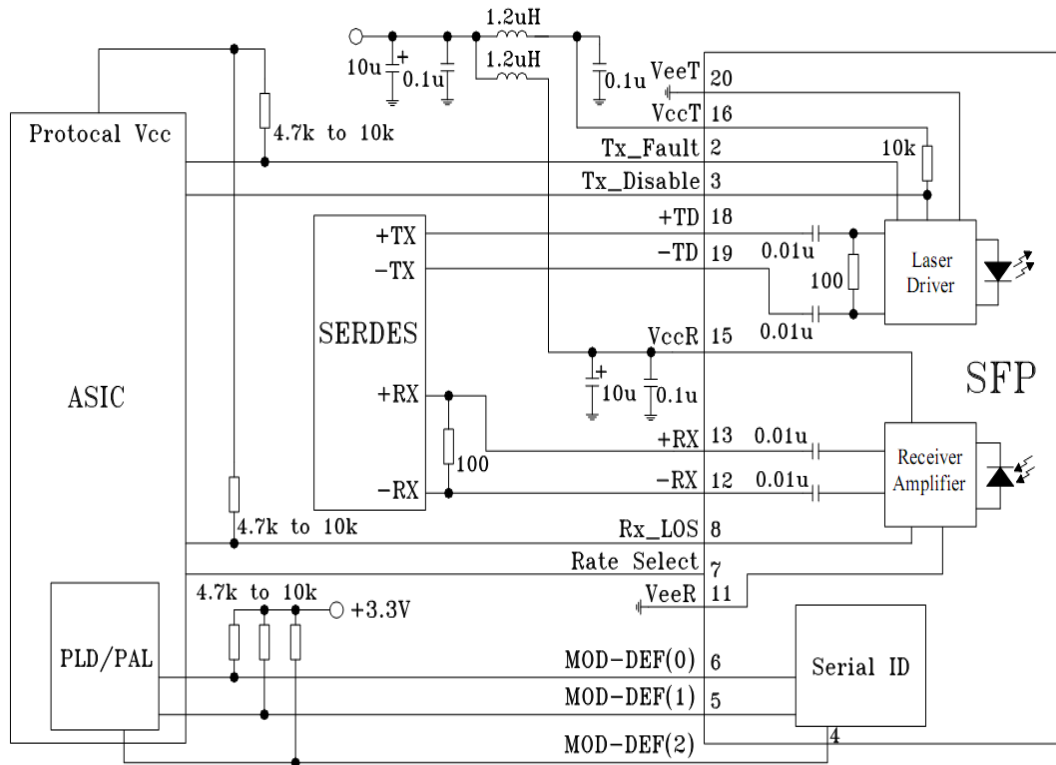 1.2uH
1.2uH
10u
+
0.1u
0.1u
VeeT
20
VccT
16
Protocal Vcc
4.7k to 10k
Tx_Fault
2
10k
Tx_Disable
3
+TD
18
+TX
-TD
19
0.01u
-TX
100
Laser
Driver
0.01u
SERDES
VccR
15
SFP
ASIC
+RX
+
10u
0.1u
+RX
13
0.01u
100
Receiver
Amplifier
-RX
-RX
12
0.01u
4.7k to 10k
Rx_LOS
8
Rate Select
7
4.7k to 10k
+3.3V
VeeR
11
PLD/PAL
MOD-DEF(0)
6
Serial ID
MOD-DEF(1)
5
MOD-DEF(2)
4